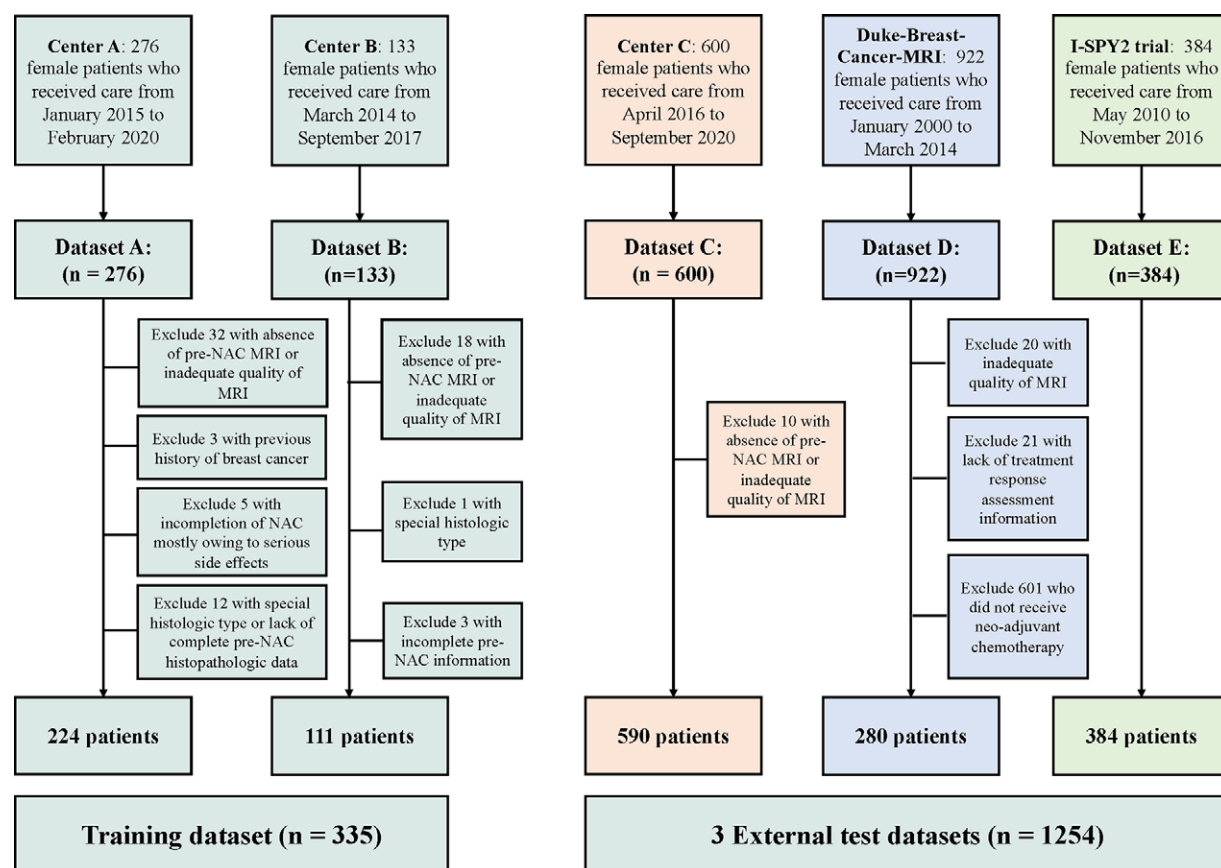 Center A: 276
female patients who
received care from
January 2015 to
February 2020
Center B: 133
female patients who
received care from
March 2014 to
September 2017
Center C: 600
female patients who
received care from
April 2016 to
September 2020
Duke-Breast-
Cancer-MRI: 922
female patients who
received care from
January 2000 to
March 2014
I-SPY2 trial: 384
female patients who
received care from
May 2010 to
November 2016
Dataset A:
(n = 276)
Dataset B:
(n=133)
Dataset C:
(n = 600)
Dataset D:
(n=922)
Dataset E:
(n=384)
Exclude 32 with absence
of pre-NAC MRI or
inadequate quality of
MRI
Exclude 3 with previous
history of breast cancer
Exclude 5 with
incompletion of NAC
mostly owing to serious
side effects
Exclude 12 with special
histologic type or lack of
complete pre-NAC
histopathologic data
Exclude 18 with
absence of pre-
NAC MRI or
inadequate
quality of MRI
Exclude 1 with
special histologic
type
Exclude 3 with
incomplete pre-
NAC information
Exclude 10 with
absence of pre-
NAC MRI or
inadequate
quality of MRI
Exclude 20 with
inadequate
quality of MRI
Exclude 21 with
lack of treatment
response
assessment
information
Exclude 601 who
did not receive
neo-adjuvant
chemotherapy
224 patients
111 patients
590 patients
280 patients
384 patients
Training dataset (n = 335)
3 External test datasets (n = 1254)